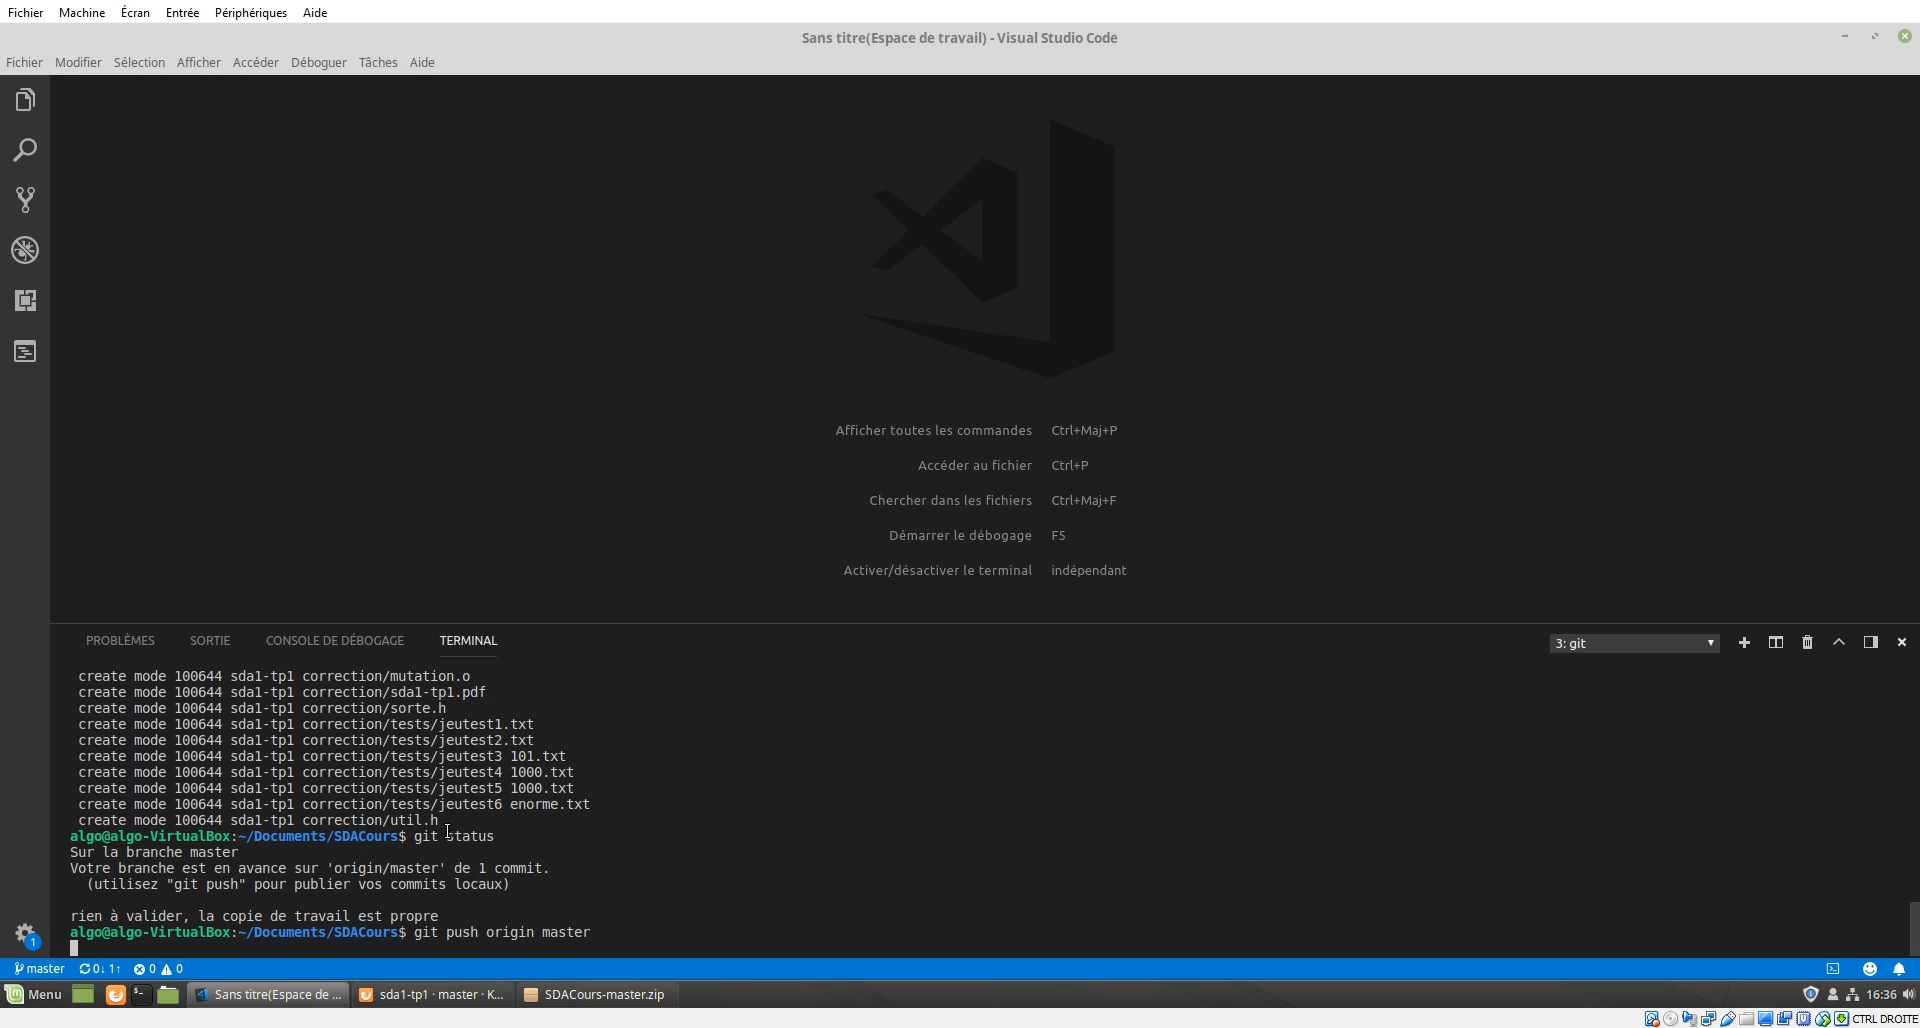 Fichier Machine Écran Entrée Périphériques Aide
Sans titre(Espace de travail) - Visual Studio Code
Fichier Modifier Sélection Afficher Accéder Déboguer Tâches Aide
Afficher toutes les commandes Ctrl+Maj+P
Accéder au fichier Ctrl+P
Chercher dans les fichiers Ctrl+Maj+F
Démarrer le débogage F5
Activer/désactiver le terminal indépendant
PROBLÈMES SORTIE CONSOLE DE DÉBOGAGE TERMINAL 3: git
create mode 100644 sda1-tp1 correction/mutation.o
create mode 100644 sda1-tp1 correction/sda1-tp1.pdf
create mode 100644 sda1-tp1 correction/sorte.h
create mode 100644 sda1-tp1 correction/tests/jeutest1.txt
create mode 100644 sda1-tp1 correction/tests/jeutest2.txt
create mode 100644 sda1-tp1 correction/tests/jeutest3 101.txt
create mode 100644 sda1-tp1 correction/tests/jeutest4 1000.txt
create mode 100644 sda1-tp1 correction/tests/jeutest5 1000.txt
create mode 100644 sda1-tp1 correction/tests/jeutest6 enorme.txt
create mode 100644 sda1-tp1 correction/util.h
algo@algo-VirtualBox:~/Documents/SDACours$ git status
Sur la branche master
Votre branche est en avance sur 'origin/master' de 1 commit.
(utilisez "git push" pour publier vos commits locaux)
rien à valider, la copie de travail est propre
algo@algo-VirtualBox:~/Documents/SDACours$ git push origin master
1
master 0↓ 1↑ 0 0
Menu Sans titre(Espace de ... sda1-tp1 · master · K... SDACours-master.zip 16:36
CTRL DROITE